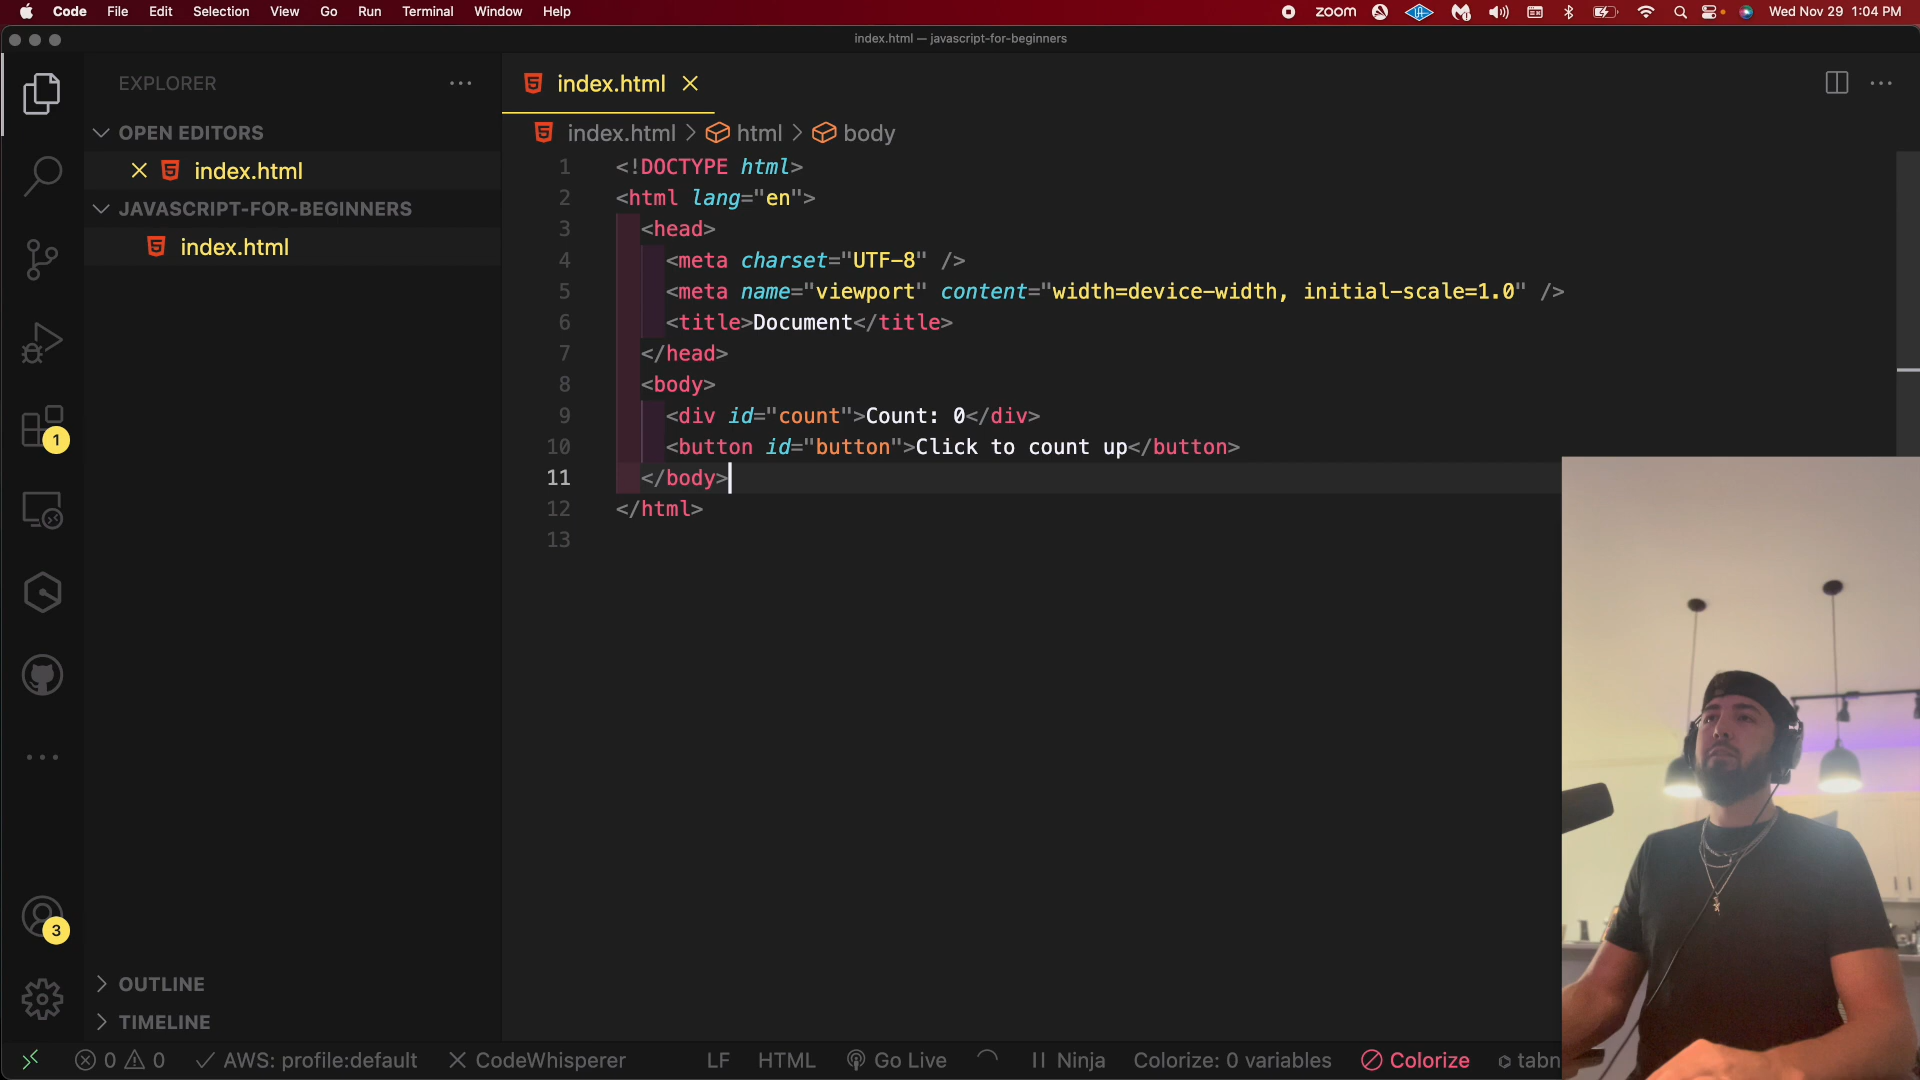 Code File Edit Selection View Go Run Terminal Window Help zoom Wed Nov 29 1:04 PM
index.html — javascript-for-beginners
EXPLORER
index.html
OPEN EDITORS
index.html
JAVASCRIPT-FOR-BEGINNERS
index.html
index.html > html > body
1 <!DOCTYPE html>
2 <html lang="en">
3 <head>
4 <meta charset="UTF-8" />
5 <meta name="viewport" content="width=device-width, initial-scale=1.0" />
6 <title>Document</title>
7 </head>
8 <body>
9 <div id="count">Count: 0</div>
10 <button id="button">Click to count up</button>
11 </body>
12 </html>
13
1
3
OUTLINE
TIMELINE
0 0 AWS: profile:default CodeWhisperer LF HTML Go Live Ninja Colorize: 0 variables Colorize tabn